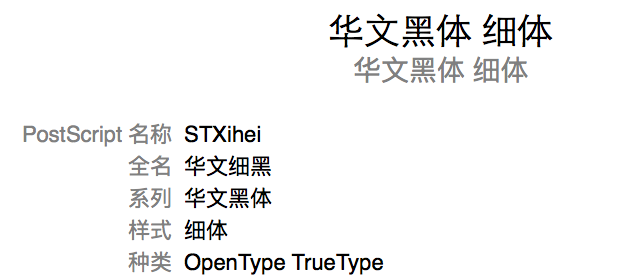 华文黑体 细体
华文黑体 细体
PostScript 名称 STXihei
全名 华文细黑
系列 华文黑体
样式 细体
种类 OpenType TrueType